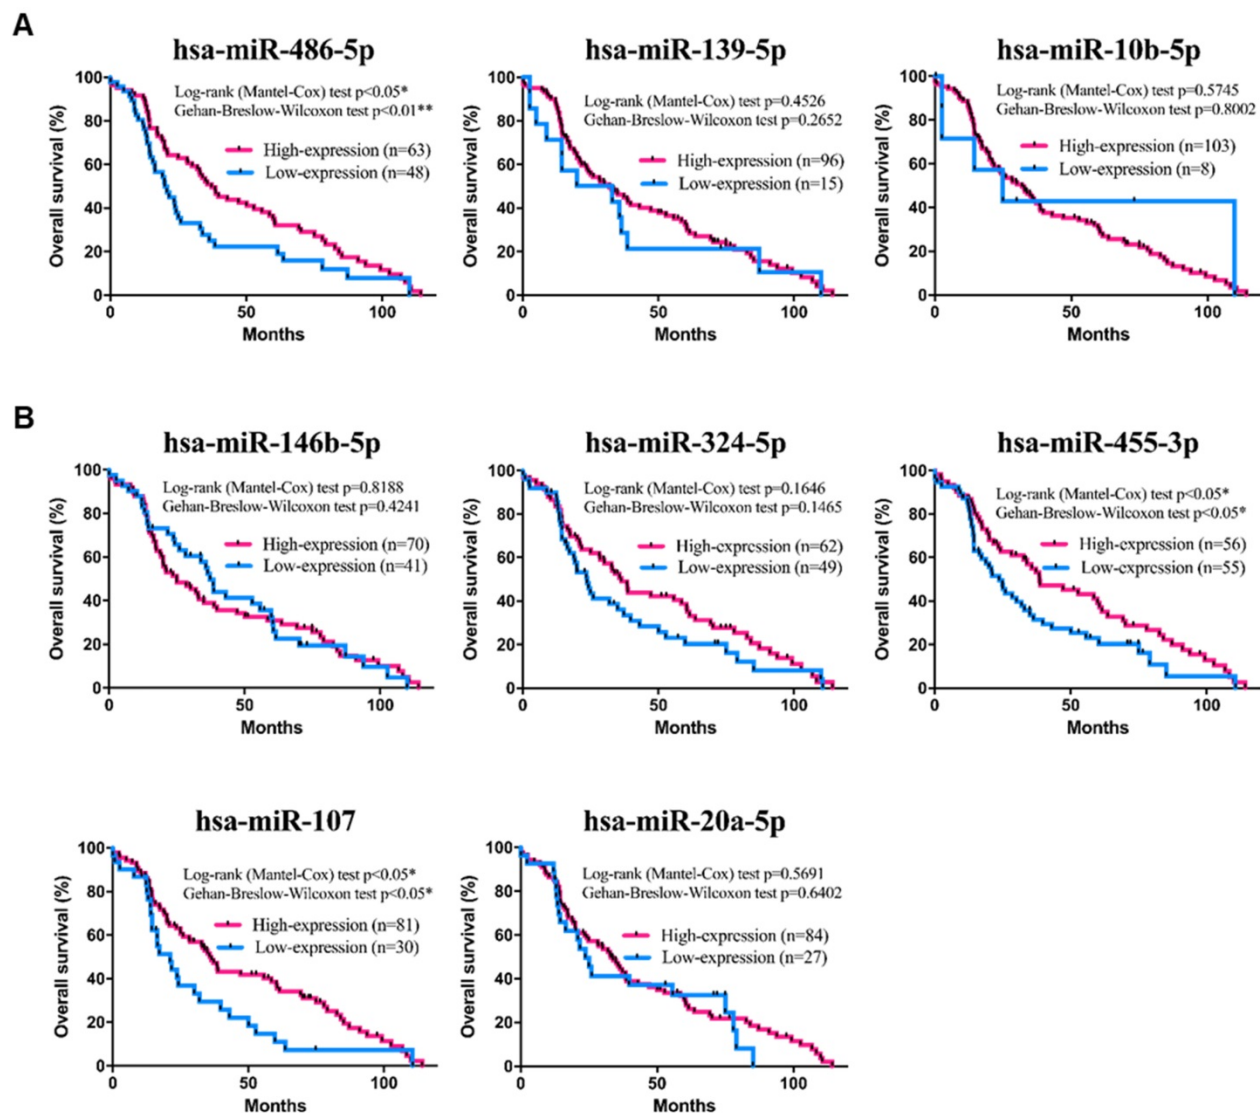 A
hsa-miR-486-5p
Log-rank (Mantel-Cox) test p<0.05*
Gehan-Breslow-Wilcoxon test p<0.01**
High-expression (n=63)
Low-expression (n=48)
Overall survival (%)
100
80
60
40
20
0
0 50 100
Months
hsa-miR-139-5p
Log-rank (Mantel-Cox) test p=0.4526
Gehan-Breslow-Wilcoxon test p=0.2652
High-expression (n=96)
Low-expression (n=15)
Overall survival (%)
100
80
60
40
20
0
0 50 100
Months
hsa-miR-10b-5p
Log-rank (Mantel-Cox) test p=0.5745
Gehan-Breslow-Wilcoxon test p=0.8002
High-expression (n=103)
Low-expression (n=8)
Overall survival (%)
100
80
60
40
20
0
0 50 100
Months
B
hsa-miR-146b-5p
Log-rank (Mantel-Cox) test p=0.8188
Gehan-Breslow-Wilcoxon test p=0.4241
High-expression (n=70)
Low-expression (n=41)
Overall survival (%)
100
80
60
40
20
0
0 50 100
Months
hsa-miR-324-5p
Log-rank (Mantel-Cox) test p=0.1646
Gehan-Breslow-Wilcoxon test p=0.1465
High-expression (n=62)
Low-expression (n=49)
Overall survival (%)
100
80
60
40
20
0
0 50 100
Months
hsa-miR-455-3p
Log-rank (Mantel-Cox) test p<0.05*
Gehan-Breslow-Wilcoxon test p<0.05*
High-expression (n=56)
Low-expression (n=55)
Overall survival (%)
100
80
60
40
20
0
0 50 100
Months
hsa-miR-107
Log-rank (Mantel-Cox) test p<0.05*
Gehan-Breslow-Wilcoxon test p<0.05*
High-expression (n=81)
Low-expression (n=30)
Overall survival (%)
100
80
60
40
20
0
0 50 100
Months
hsa-miR-20a-5p
Log-rank (Mantel-Cox) test p=0.5691
Gehan-Breslow-Wilcoxon test p=0.6402
High-expression (n=84)
Low-expression (n=27)
Overall survival (%)
100
80
60
40
20
0
0 50 100
Months